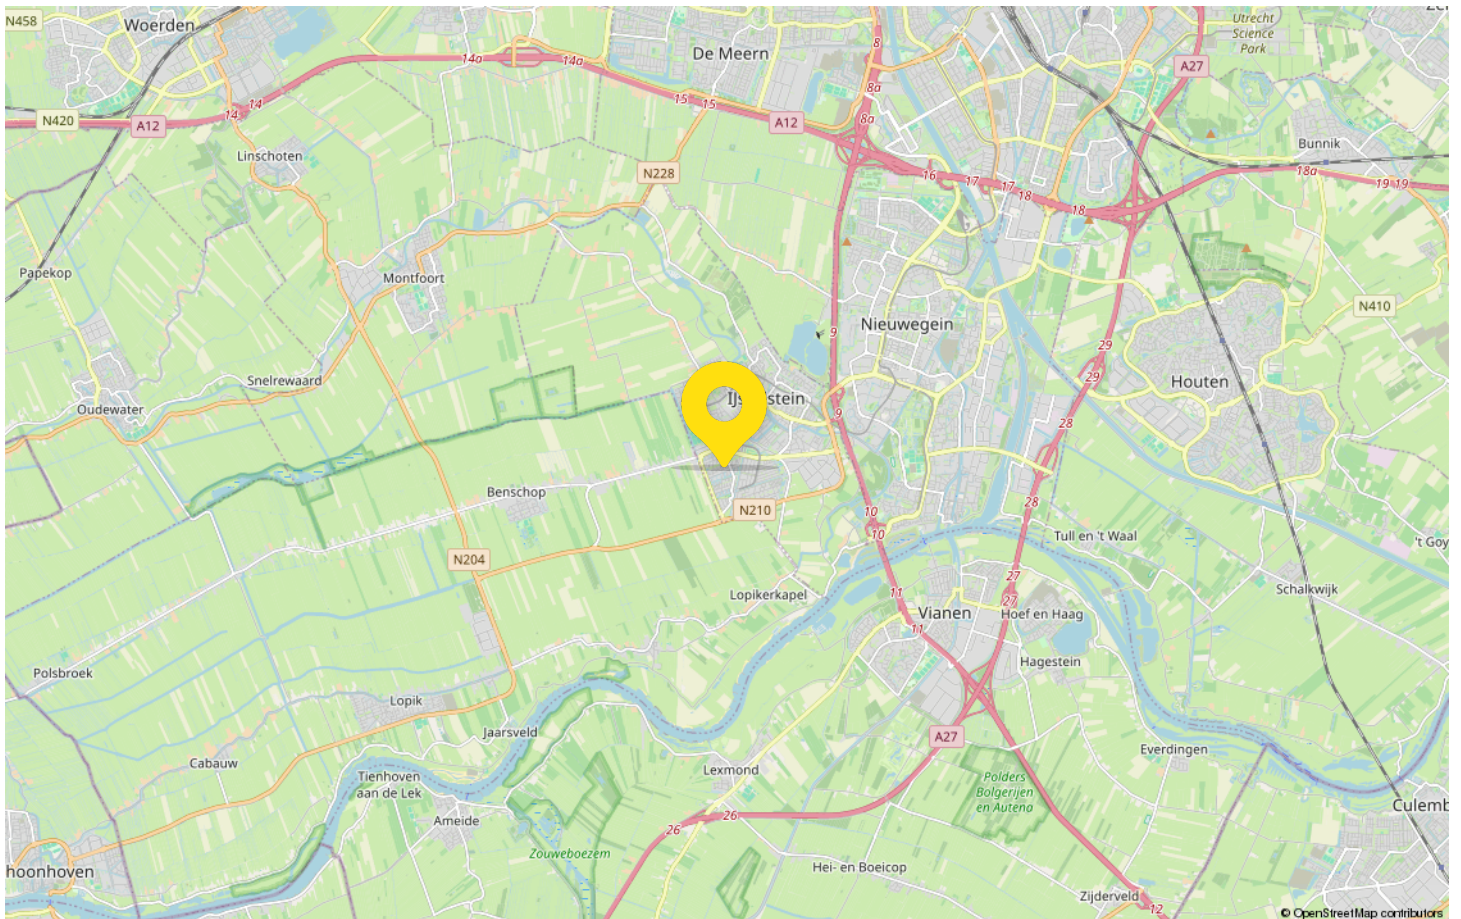 N458
Woerden
Utrecht
Science
Park
De Meern
8
14a
14a
A27
8a
15
15
14
14
N420
A12
A12
8a
Bunnik
Linschoten
N228
16
17
17
18
18
18a
19
19
Papekop
Montfoort
N410
Nieuwegein
9
29
Snelrewaard
29
Houten
Oudewater
IJs
lstein
9
28
Benschop
28
N210
10
10
Tull en 't Waal
't Goy
N204
27
Schalkwijk
Lopikerkapel
11
27
Vianen
Hoef en Haag
11
Hagestein
Polsbroek
Lopik
Jaarsveld
A27
Everdingen
Cabauw
Lexmond
Tienhoven
aan de Lek
Polders
Bolgerijen
en Autena
Culemb
Ameide
26
26
Zouweboezem
hoonhoven
Hei- en Boeicop
Zijderveld
12
© OpenStreetMap contributors